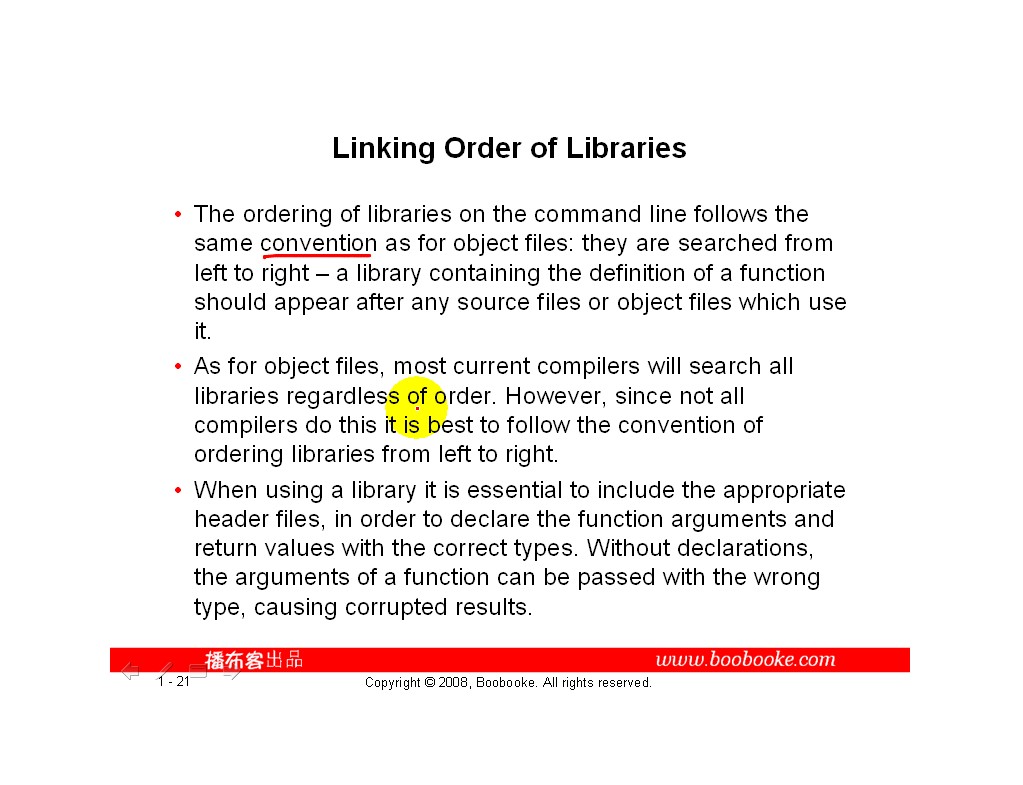 Linking Order of Libraries
• The ordering of libraries on the command line follows the
same convention as for object files: they are searched from
left to right – a library containing the definition of a function
should appear after any source files or object files which use
it.
• As for object files, most current compilers will search all
libraries regardless of order. However, since not all
compilers do this it is best to follow the convention of
ordering libraries from left to right.
• When using a library it is essential to include the appropriate
header files, in order to declare the function arguments and
return values with the correct types. Without declarations,
the arguments of a function can be passed with the wrong
type, causing corrupted results.
播布客出品 www.boobooke.com
1 - 21 Copyright © 2008, Boobooke. All rights reserved.